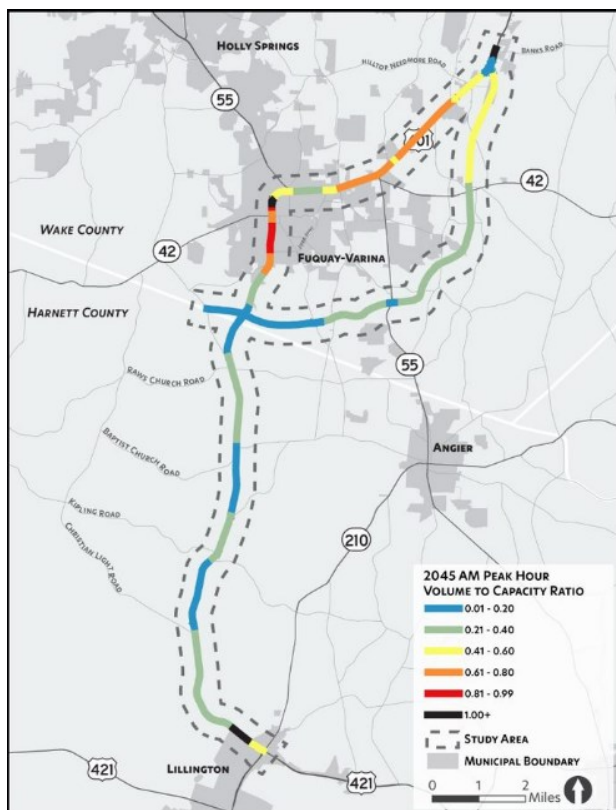 HOLLY SPRINGS
HILLTOP NEEDMORE ROAD
BANKS ROAD
55
401
42
WAKE COUNTY
42
FUQUAY-VARINA
HARNETT COUNTY
55
RAWS CHURCH ROAD
ANGIER
BAPTIST CHURCH ROAD
KIPLING ROAD
CHRISTIAN LIGHT ROAD
210
2045 AM PEAK HOUR
VOLUME TO CAPACITY RATIO
0.01 - 0.20
0.21 - 0.40
0.41 - 0.60
0.61 - 0.80
0.81 - 0.99
1.00+
STUDY AREA
MUNICIPAL BOUNDARY
0 1 2
MILES
421
LILLINGTON
421